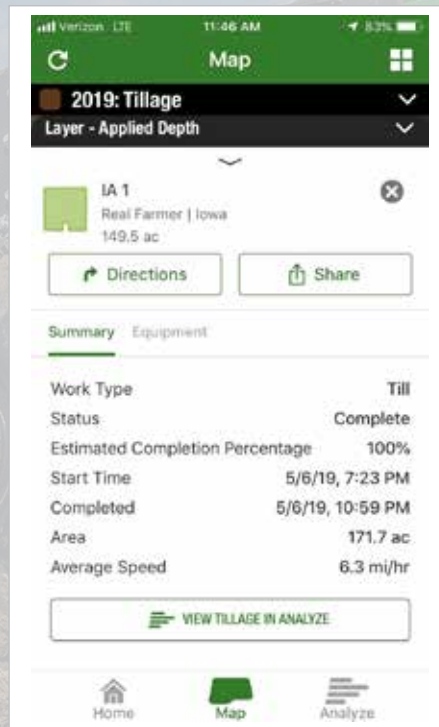 Verizon LTE 11:46 AM 83%
Map
2019: Tillage
Layer - Applied Depth
IA 1
Real Farmer | Iowa
149.5 ac
Directions Share
Summary Equipment
Work Type Till
Status Complete
Estimated Completion Percentage 100%
Start Time 5/6/19, 7:23 PM
Completed 5/6/19, 10:59 PM
Area 171.7 ac
Average Speed 6.3 mi/hr
VIEW TILLAGE IN ANALYZE
Home Map Analyze